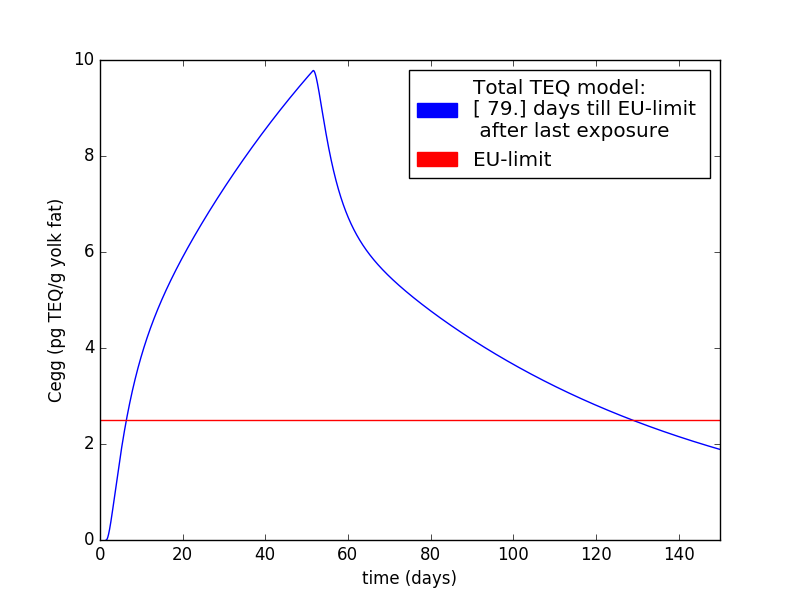 Total TEQ model:
[ 79.] days till EU-limit
after last exposure
EU-limit
Cegg (pg TEQ/g yolk fat)
10
8
6
4
2
0
0 20 40 60 80 100 120 140
time (days)